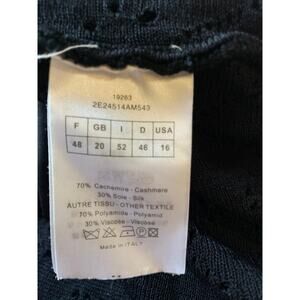 19263
2E24514AM543
F GB I D USA
48 20 52 46 16
70% Cachemire - Cashmere
30% Soie - Silk
AUTRE TISSU - OTHER TEXTILE
70% Polyamide - Polyamid
30% Viscose - Viscose
MADE IN ITALY